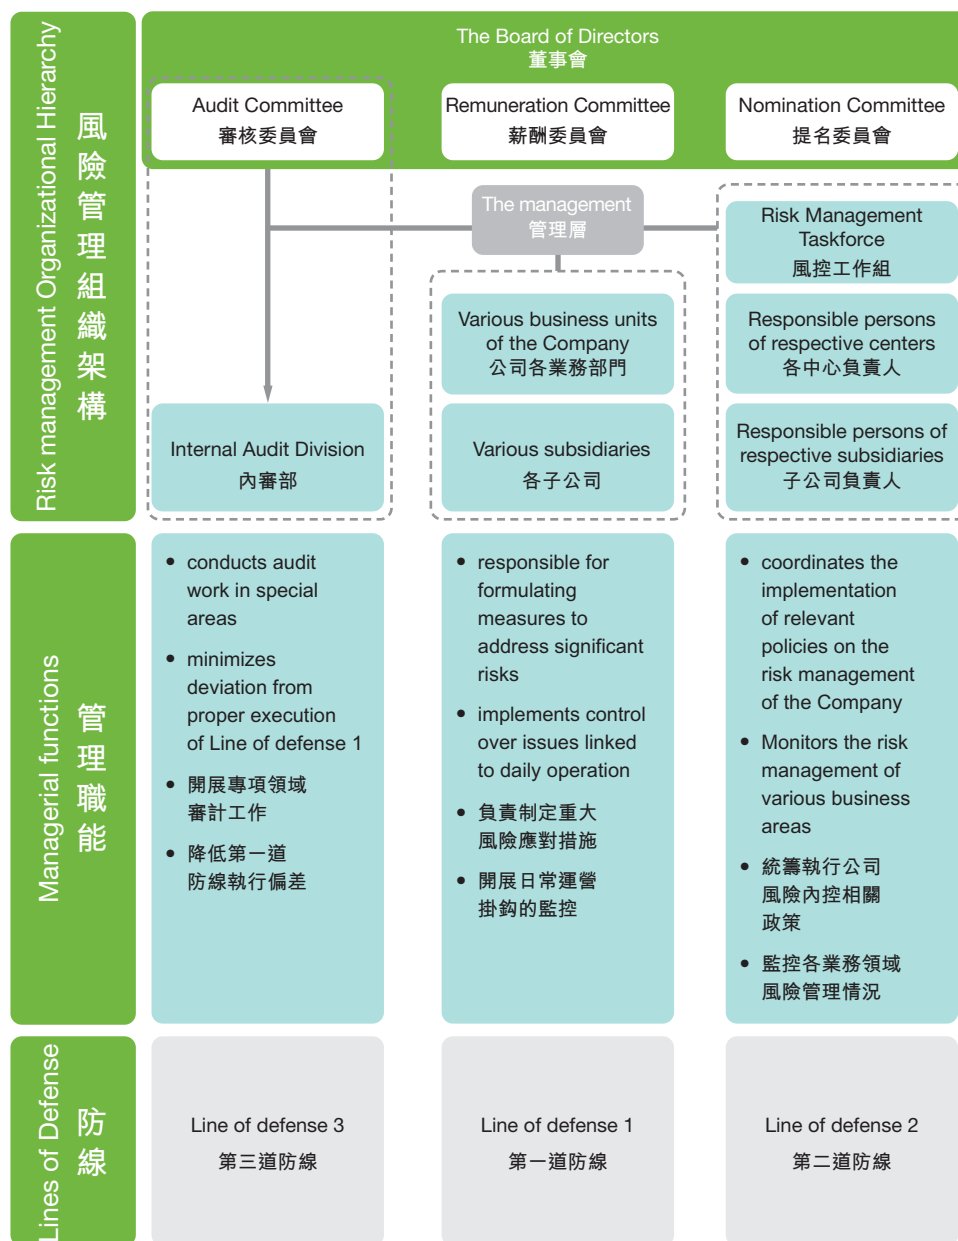 Risk management Organizational Hierarchy
風險管理組織架構
The Board of Directors
董事會
Audit Committee
審核委員會
Remuneration Committee
薪酬委員會
Nomination Committee
提名委員會
The management
管理層
Risk Management
Taskforce
風控工作組
Various business units
of the Company
公司各業務部門
Responsible persons
of respective centers
各中心負責人
Internal Audit Division
內審部
Various subsidiaries
各子公司
Responsible persons of
respective subsidiaries
子公司負責人
Managerial functions
管理職能
• conducts audit
work in special
areas
• minimizes
deviation from
proper execution
of Line of defense 1
• 開展專項領域
審計工作
• 降低第一道
防線執行偏差
• responsible for
formulating
measures to
address significant
risks
• implements control
over issues linked
to daily operation
• 負責制定重大
風險應對措施
• 開展日常運營
掛鈎的監控
• coordinates the
implementation
of relevant
policies on the
risk management
of the Company
• Monitors the risk
management of
various business
areas
• 統籌執行公司
風險內控相關
政策
• 監控各業務領域
風險管理情況
Lines of Defense
防線
Line of defense 3
第三道防線
Line of defense 1
第一道防線
Line of defense 2
第二道防線